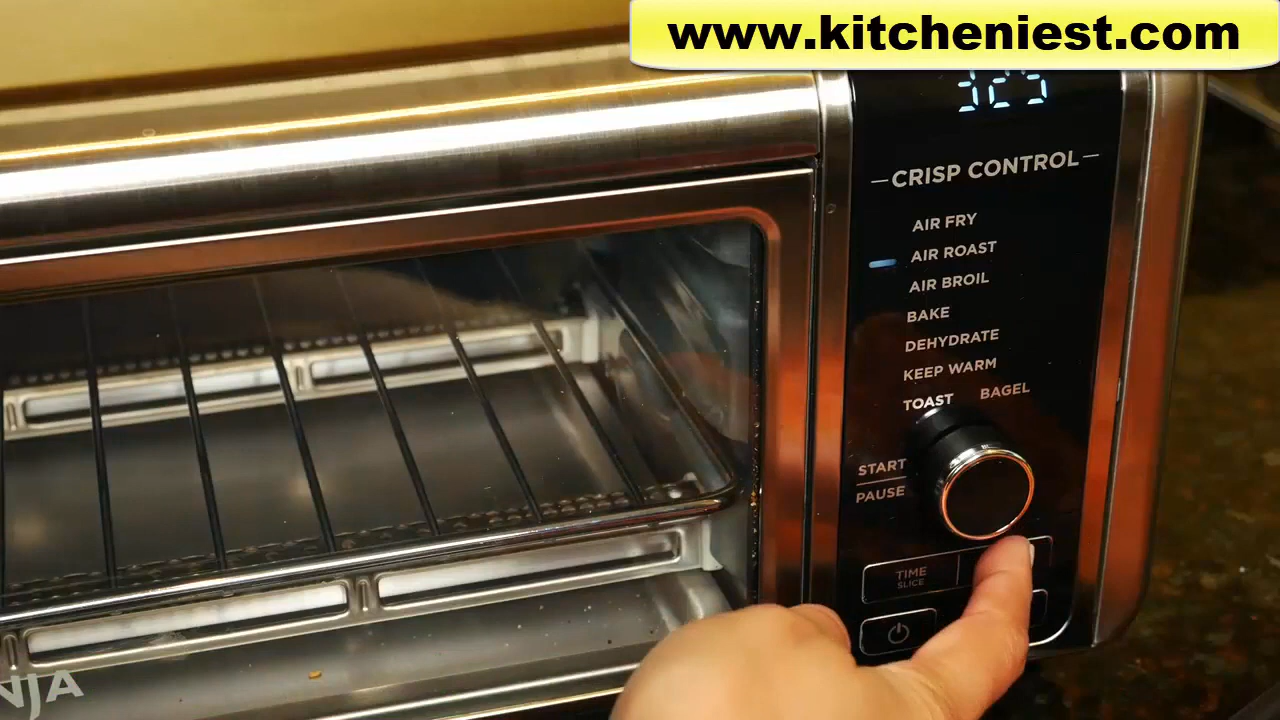 www.kitcheniest.com
CRISP CONTROL
AIR FRY
AIR ROAST
AIR BROIL
BAKE
DEHYDRATE
KEEP WARM
TOAST BAGEL
START
PAUSE
TIME
SLICE